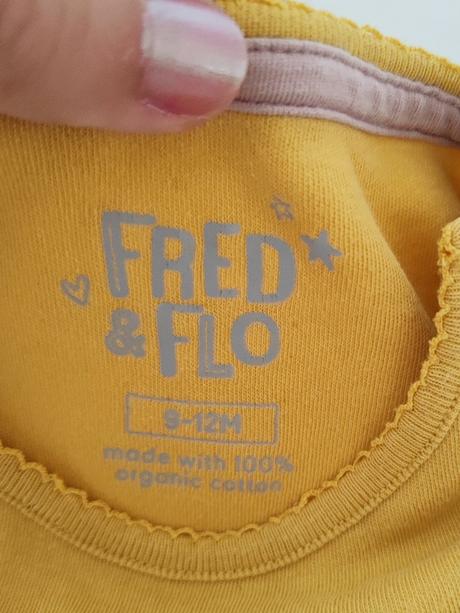 FRED
& FLO
9-12M
made with 100%
organic cotton